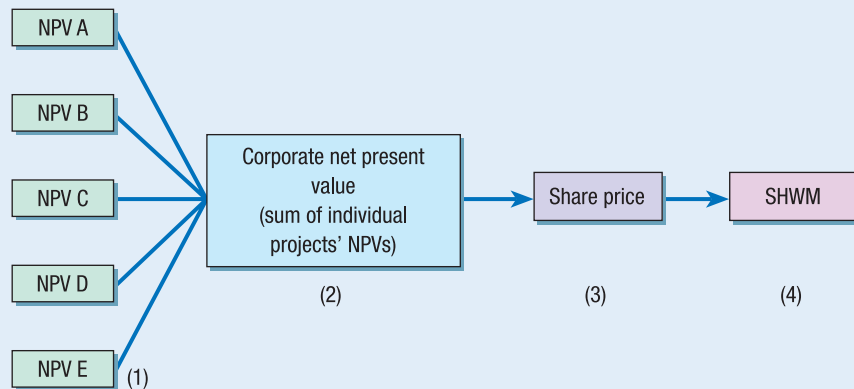 NPV A
NPV B
NPV C
NPV D
NPV E
(1)
Corporate net present
value
(sum of individual
projects’ NPVs)
(2)
Share price
(3)
SHWM
(4)